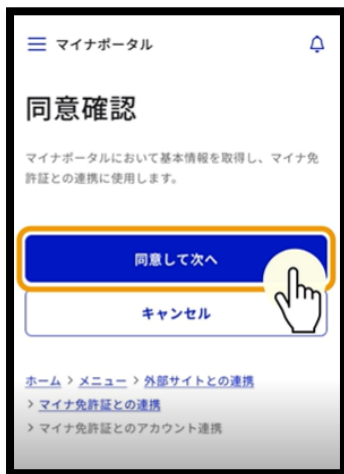 マイナポータル
同意確認
マイナポータルにおいて基本情報を取得し、マイナ免
許証との連携に使用します。
同意して次へ
キャンセル
ホーム > メニュー > 外部サイトとの連携
> マイナ免許証との連携
> マイナ免許証とのアカウント連携